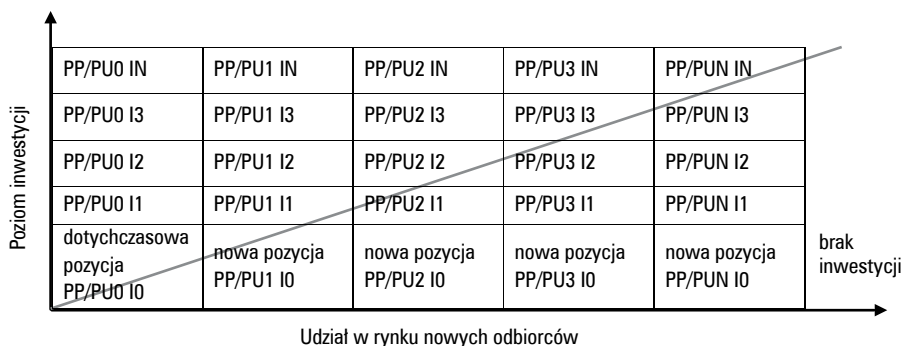 Poziom inwestycji
PP/PU0 IN PP/PU1 IN PP/PU2 IN PP/PU3 IN PP/PUN IN
PP/PU0 I3 PP/PU1 I3 PP/PU2 I3 PP/PU3 I3 PP/PUN I3
PP/PU0 I2 PP/PU1 I2 PP/PU2 I2 PP/PU3 I2 PP/PUN I2
PP/PU0 I1 PP/PU1 I1 PP/PU2 I1 PP/PU3 I1 PP/PUN I1
dotychczasowa
pozycja
PP/PU0 I0
nowa pozycja
PP/PU1 I0
nowa pozycja
PP/PU2 I0
nowa pozycja
PP/PU3 I0
nowa pozycja
PP/PUN I0
brak
inwestycji
Udział w rynku nowych odbiorców